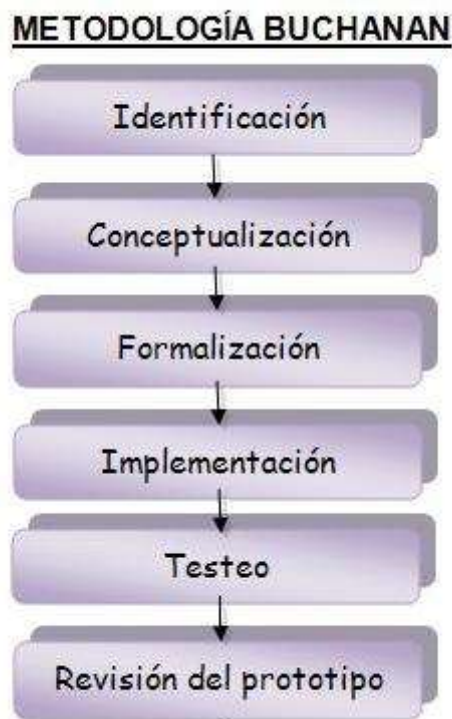 METODOLOGÍA BUCHANAN
Identificación
Conceptualización
Formalización
Implementación
Testeo
Revisión del prototipo